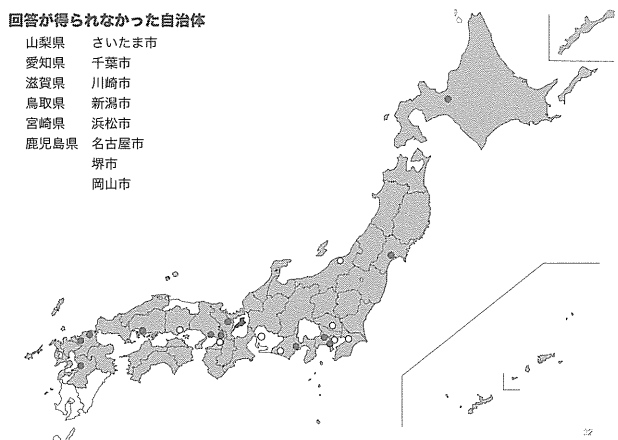 回答が得られなかった自治体
山梨県 さいたま市
愛知県 千葉市
滋賀県 川崎市
鳥取県 新潟市
宮崎県 浜松市
鹿児島県 名古屋市
堺市
岡山市